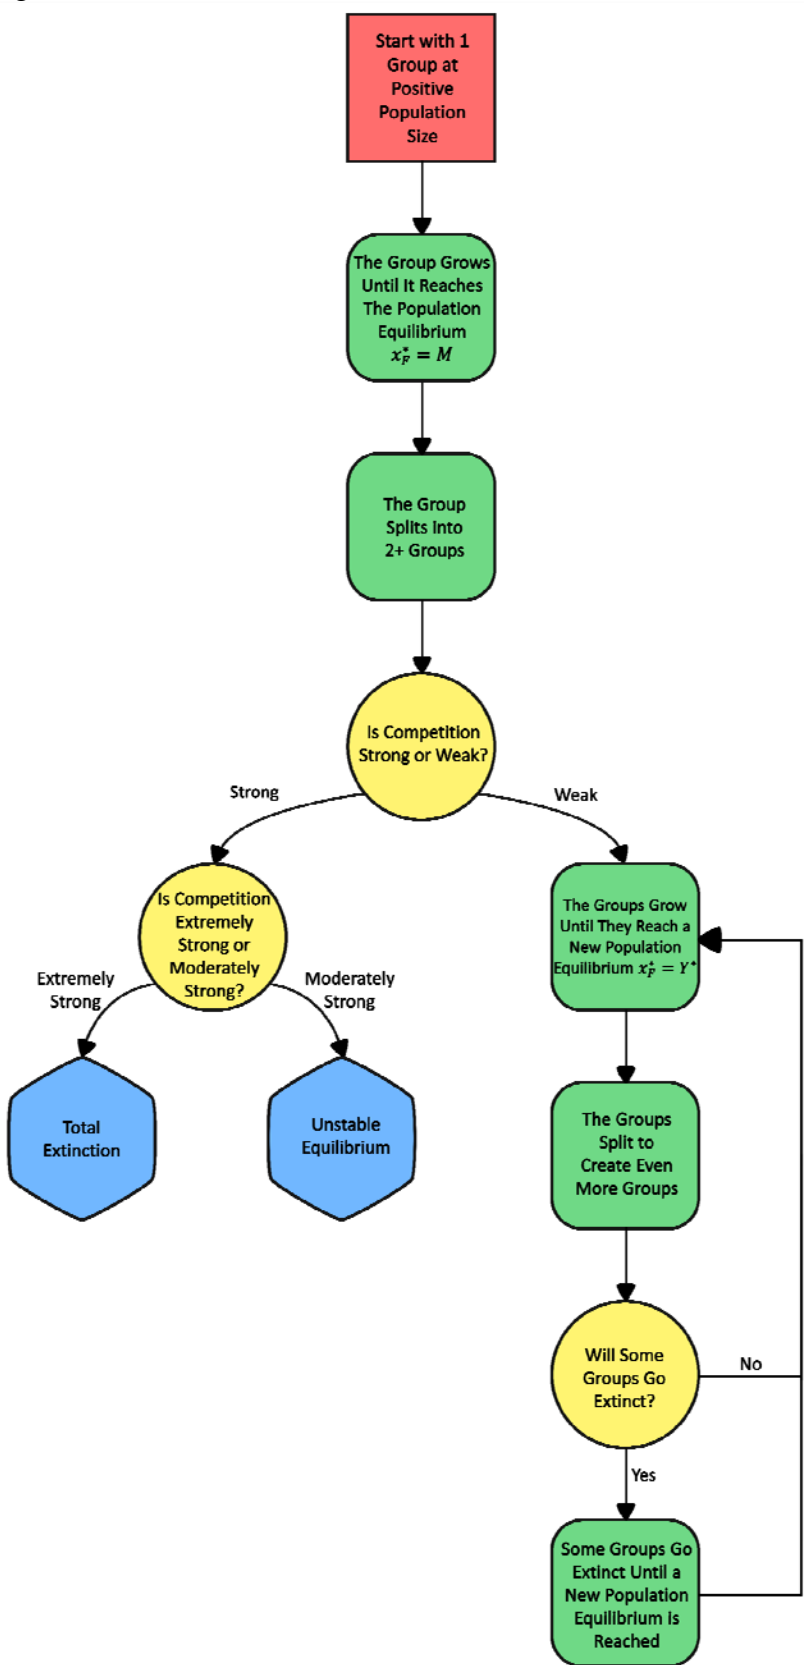 Start with 1
Group at
Positive
Population
Size
The Group Grows
Until It Reaches
The Population
Equilibrium
x*F = M
The Group
Splits Into
2+ Groups
Is Competition
Strong or Weak?
Strong
Weak
Is Competition
Extremely
Strong or
Moderately
Strong?
Extremely
Strong
Moderately
Strong
Total
Extinction
Unstable
Equilibrium
The Groups Grow
Until They Reach a
New Population
Equilibrium x*F = Y*
The Groups
Split to
Create Even
More Groups
Will Some
Groups Go
Extinct?
No
Yes
Some Groups Go
Extinct Until a
New Population
Equilibrium is
Reached